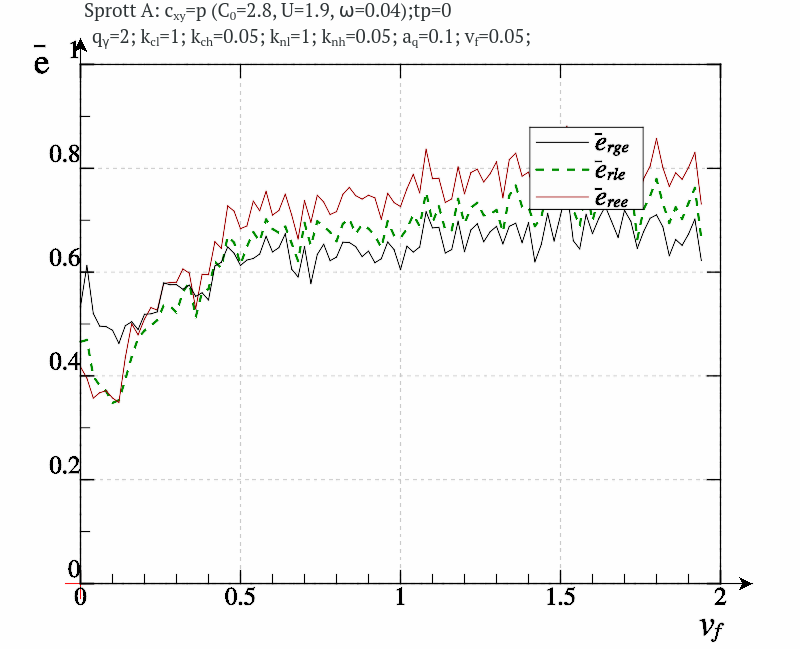 Sprott A: cxy=p (C0=2.8, U=1.9, ω=0.04);tp=0
qγ=2; kcl=1; kch=0.05; knl=1; knh=0.05; aq=0.1; vf=0.05;
ē
1
0.8
0.6
0.4
0.2
0
ērge
ērle
ēree
0 0.5 1 1.5 2
νf